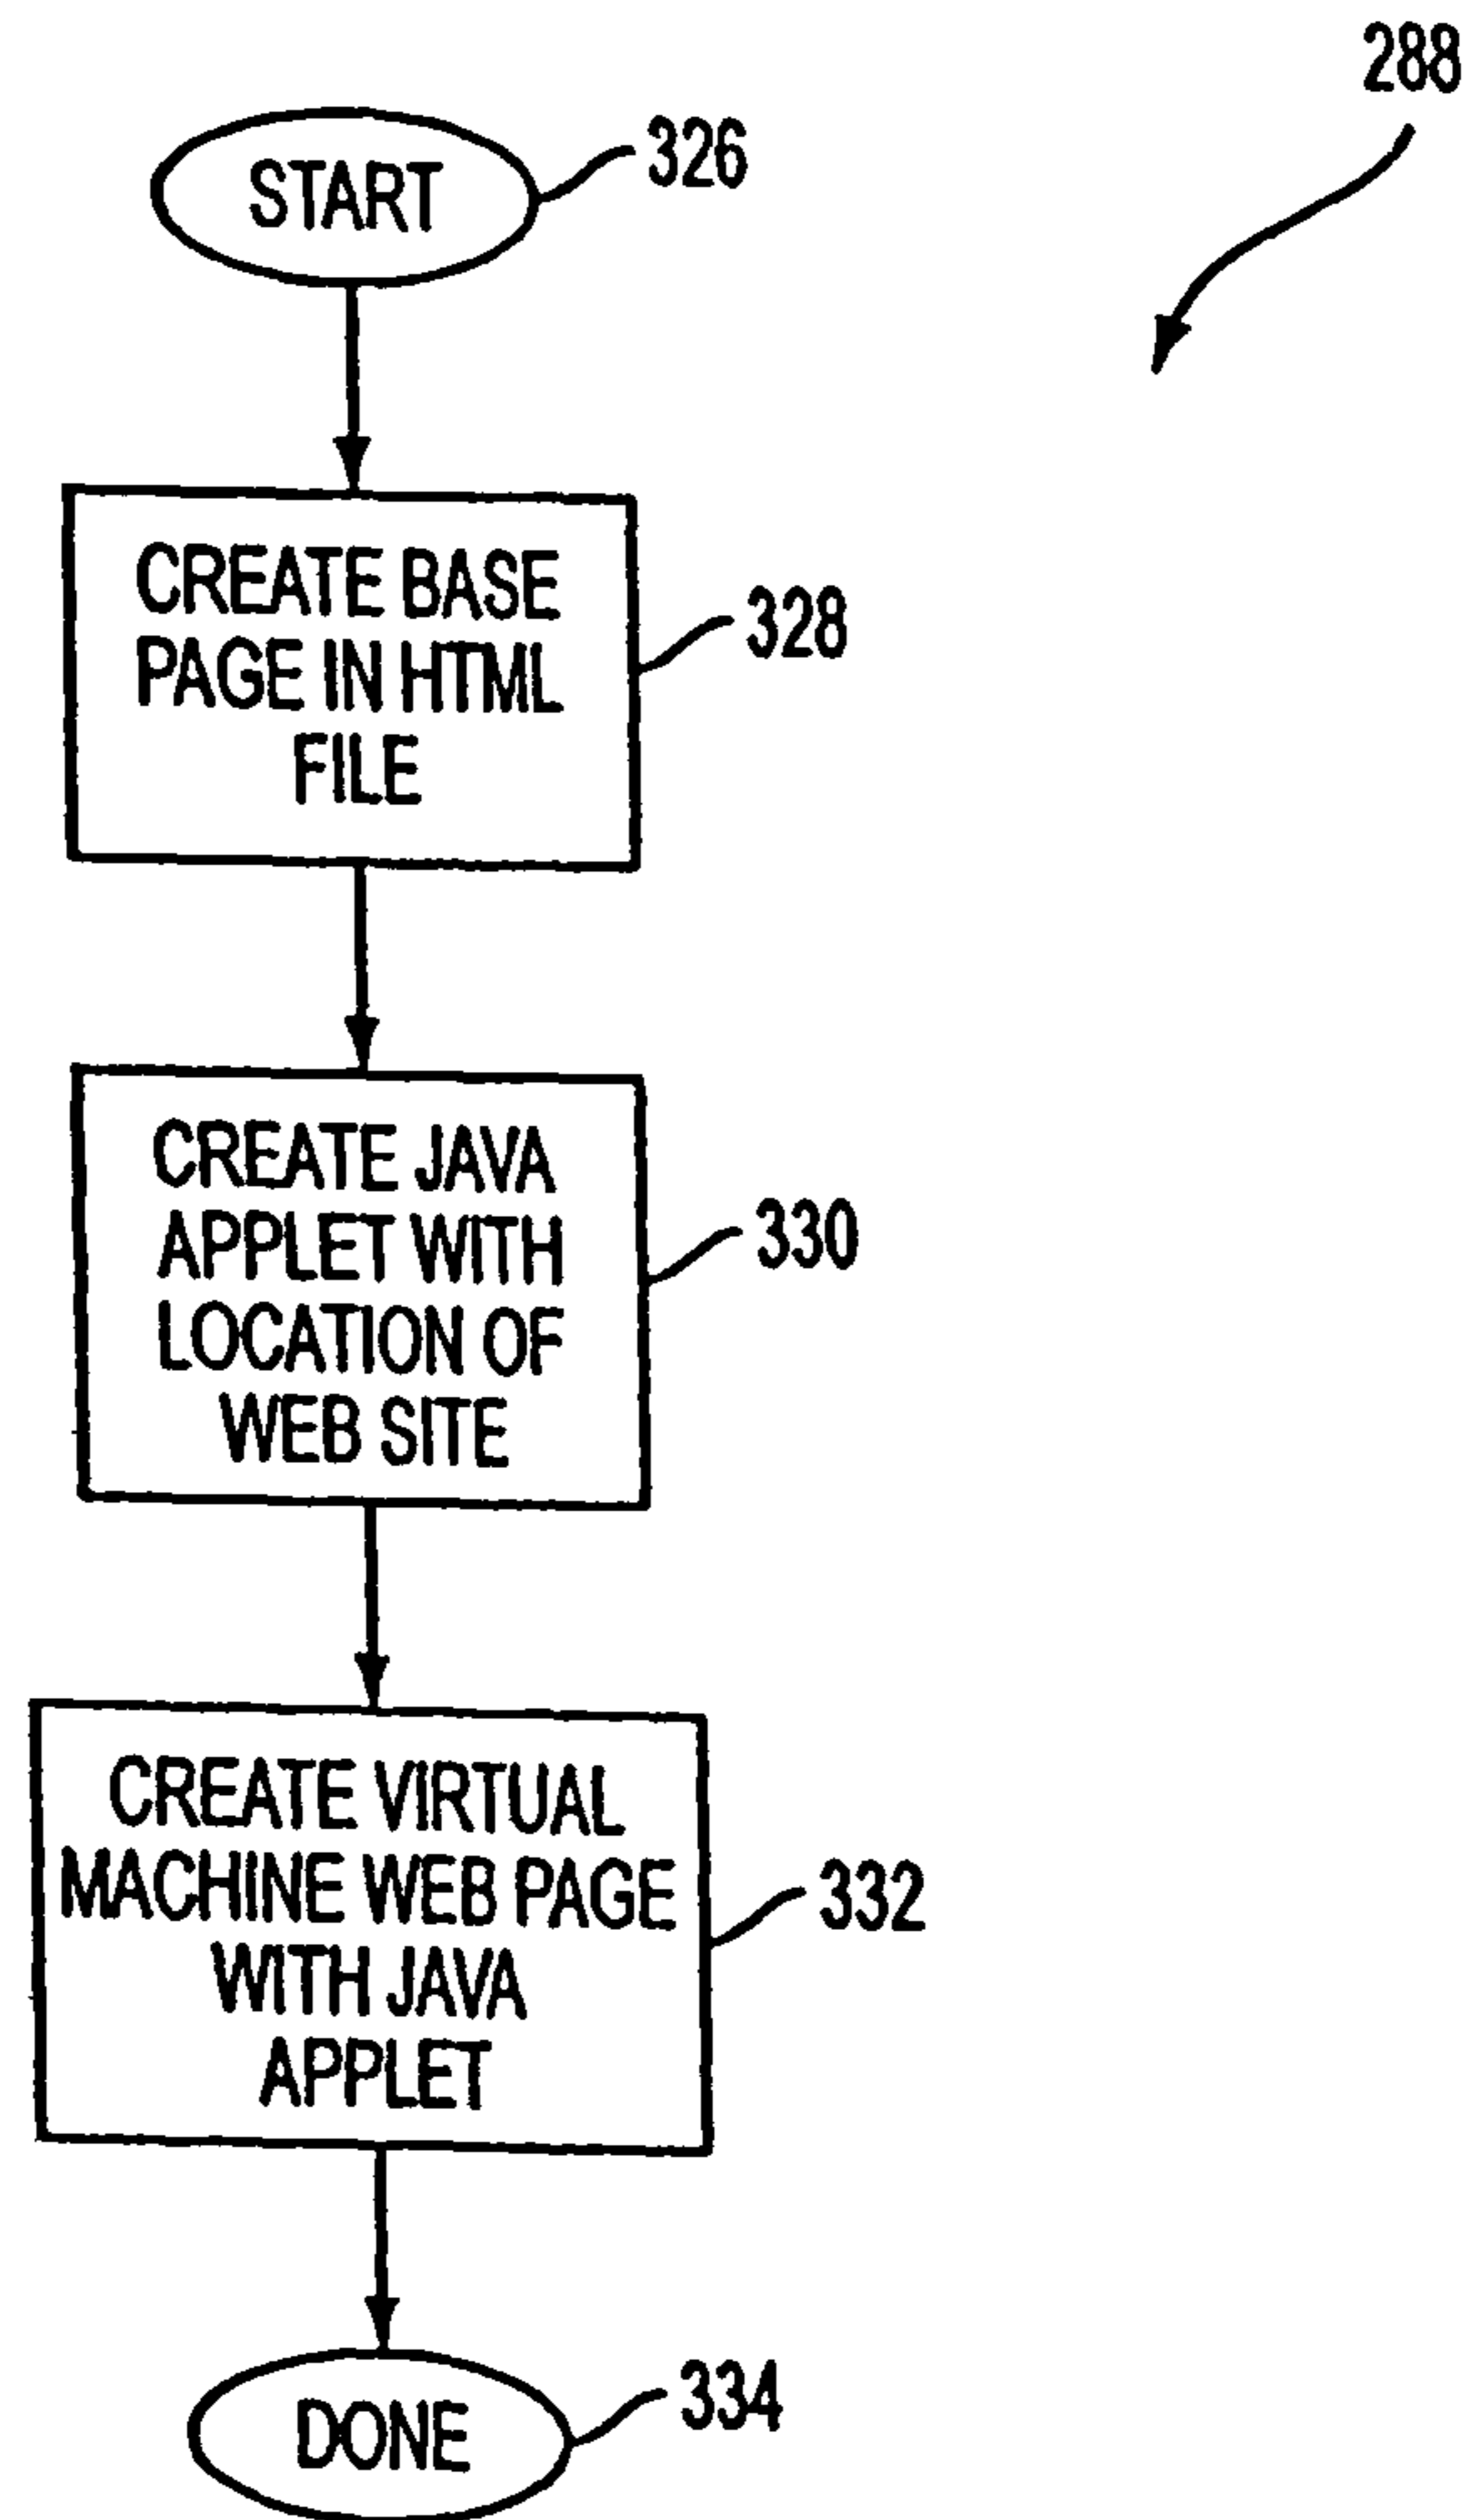 288
START
326
CREATE BASE
PAGE IN HTML
FILE
328
CREATE JAVA
APPLET WITH
LOCATION OF
WEB SITE
330
CREATE VIRTUAL
MACHINE WEB PAGE
WITH JAVA
APPLET
332
DONE
334